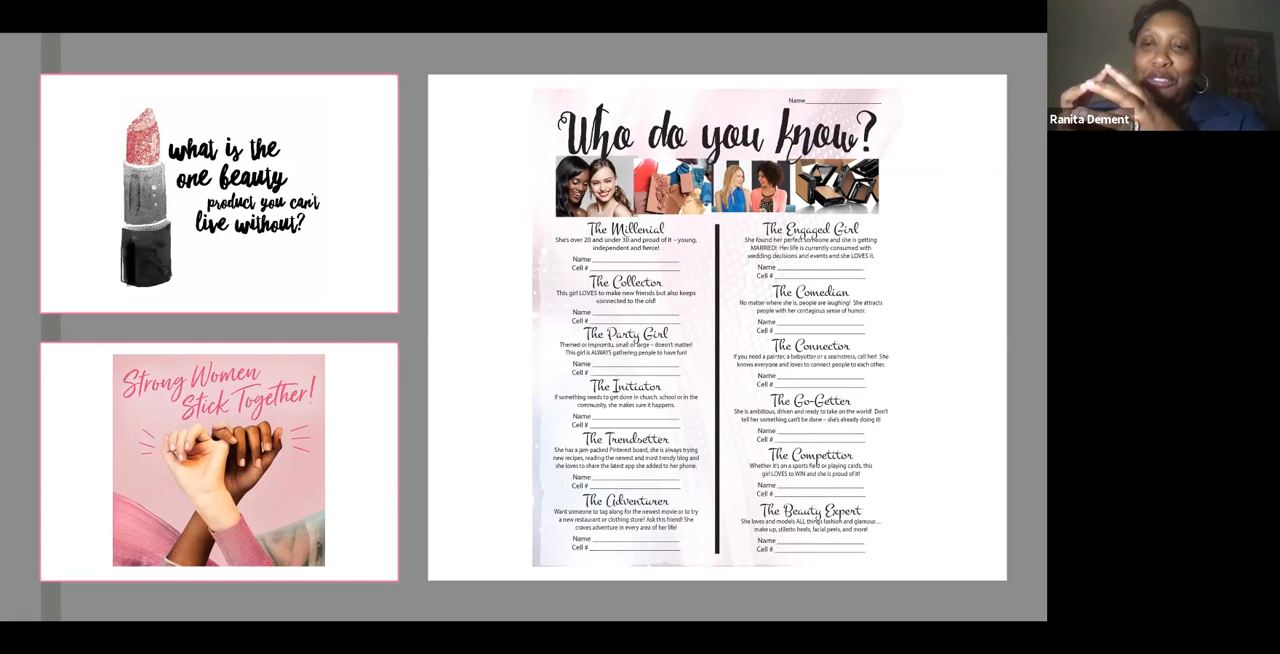 what is the
one beauty
product you can't
live without?
Strong Women
Stick Together!
Name
Who do you know?
The Millenial
She's over 20 and under 30 and proud of it – young,
independent and fierce!
Name
Cell #
The Collector
This girl LOVES to make new friends but also keeps
connected to the old!
Name
Cell #
The Party Girl
Themed or impromtu, small or large – doesn't matter!
This girl is ALWAYS gathering people to have fun!
Name
Cell #
The Initiator
If something needs to get done in church, school or in the
community, she makes sure it happens.
Name
Cell #
The Trendsetter
She has a jam-packed Pinterest board, she is always trying
new recipes, reading the newest and most trendy blog and
she loves to share the latest app she added to her phone.
Name
Cell #
The Adventurer
Want someone to tag along for the newest movie or to try
a new restaurant or clothing store? Ask this friend! She
craves adventure in every area of her life!
Name
Cell #
The Engaged Girl
She found her perfect someone and she is getting
MARRIED! Her life is currently consumed with
wedding decisions and events and she LOVES it.
Name
Cell #
The Comedian
No matter where she is, people are laughing! She attracts
people with her contagious sense of humor.
Name
Cell #
The Connector
If you need a painter, a babysitter or a seamstress, call her! She
knows everyone and loves to connect people to each other.
Name
Cell #
The Go-Getter
She is ambitious, driven and ready to take on the world! Don't
tell her something can't be done – she's already doing it!
Name
Cell #
The Competitor
Whether it's on a sports field or playing cards, this
girl LOVES to WIN and she is proud of it!
Name
Cell #
The Beauty Expert
She loves and models ALL things fashion and glamour...
make up, stiletto heels, facial peels, and more!
Name
Cell #
Ranita Dement